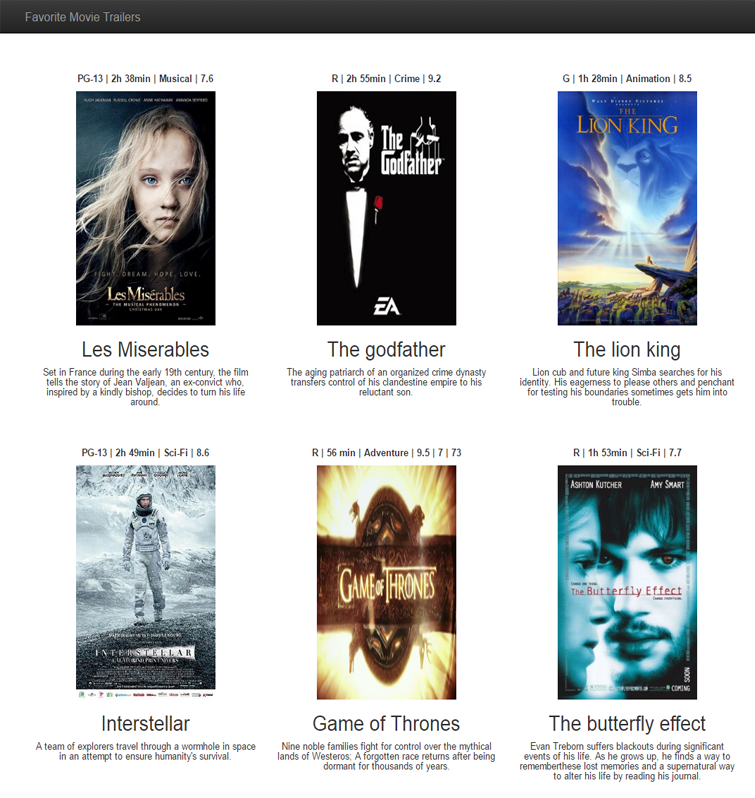 Favorite Movie Trailers
PG-13 | 2h 38min | Musical | 7.6
R | 2h 55min | Crime | 9.2
G | 1h 28min | Animation | 8.5
HUGH JACKMAN RUSSELL CROWE ANNE HATHAWAY AMANDA SEYFRIED
FIGHT. DREAM. HOPE. LOVE.
Les Misérables
THE MUSICAL PHENOMENON
CHRISTMAS DAY
The
Godfather
EA
WALT DISNEY PICTURES
PRESENTS
THE
LION KING
Les Miserables
Set in France during the early 19th century, the film
tells the story of Jean Valjean, an ex-convict who,
inspired by a kindly bishop, decides to turn his life
around.
The godfather
The aging patriarch of an organized crime dynasty
transfers control of his clandestine empire to his
reluctant son.
The lion king
Lion cub and future king Simba searches for his
identity. His eagerness to please others and penchant
for testing his boundaries sometimes gets him into
trouble.
PG-13 | 2h 49min | Sci-Fi | 8.6
R | 56 min | Adventure | 9.5 | 7 | 73
R | 1h 53min | Sci-Fi | 7.7
INTERSTELLAR
GAME OF THRONES
ASHTON KUTCHER AMY SMART
The Butterfly Effect
COMING
SOON
Interstellar
A team of explorers travel through a wormhole in space
in an attempt to ensure humanity's survival.
Game of Thrones
Nine noble families fight for control over the mythical
lands of Westeros; A forgotten race returns after being
dormant for thousands of years.
The butterfly effect
Evan Treborn suffers blackouts during significant
events of his life. As he grows up, he finds a way to
rememberthese lost memories and a supernatural way
to alter his life by reading his journal.